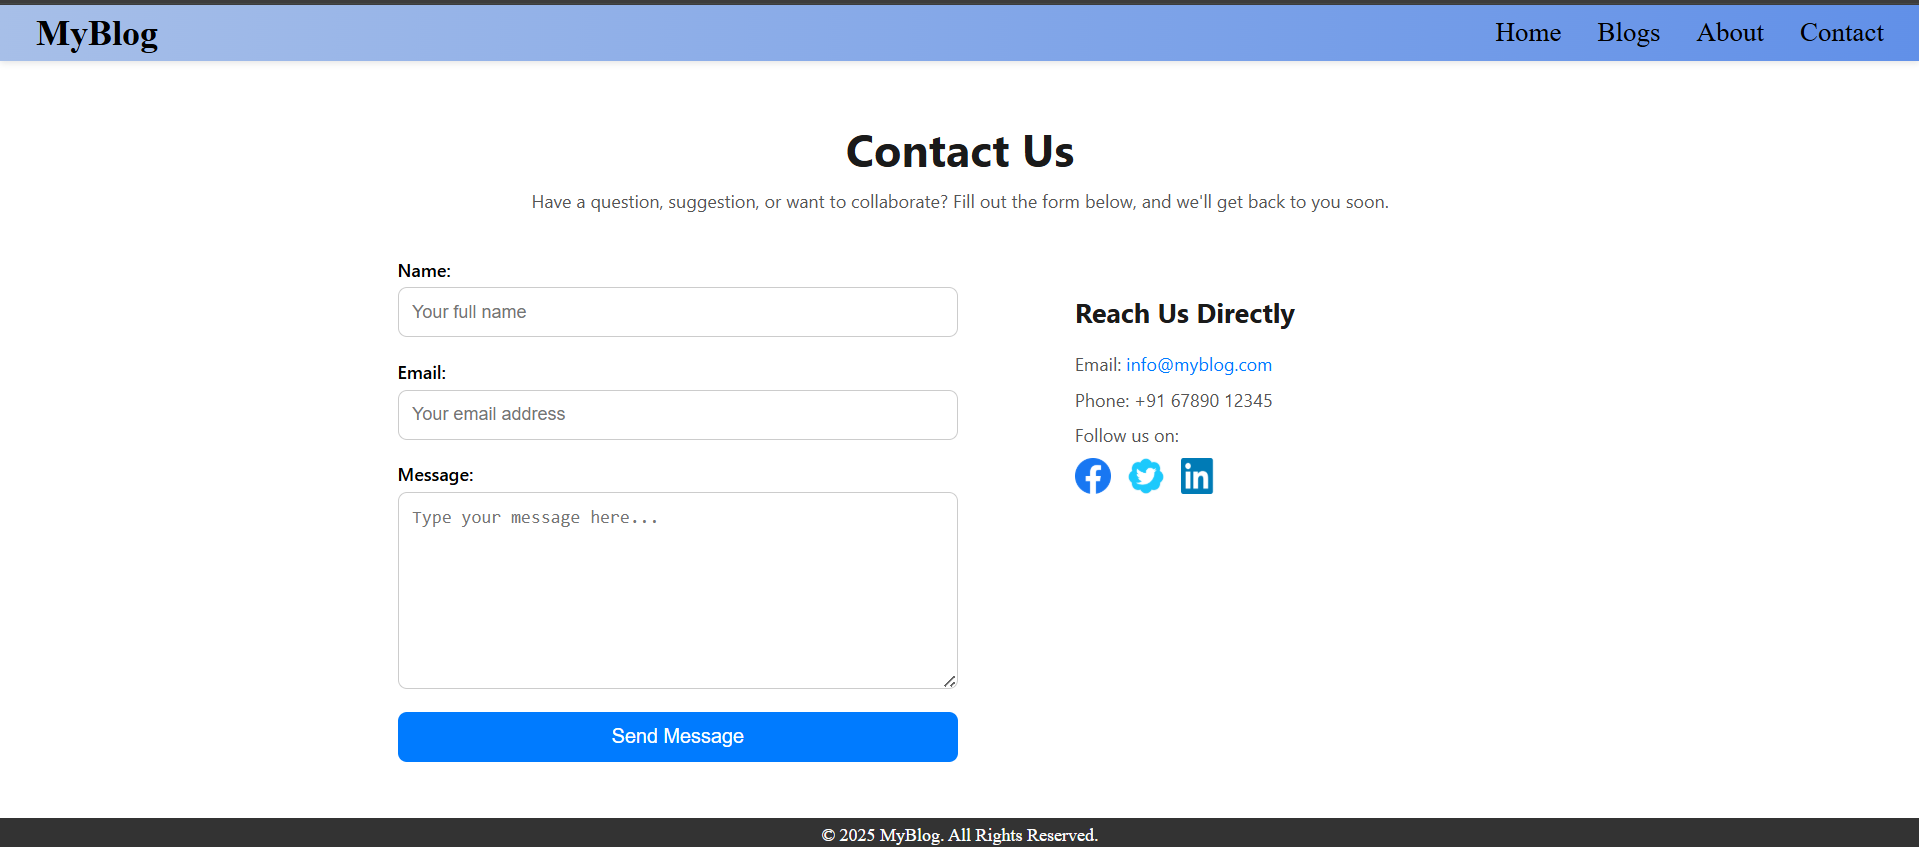 MyBlog
Home Blogs About Contact
Contact Us
Have a question, suggestion, or want to collaborate? Fill out the form below, and we'll get back to you soon.
Name:
Your full name
Email:
Your email address
Message:
Type your message here...
Send Message
Reach Us Directly
Email: info@myblog.com
Phone: +91 67890 12345
Follow us on:
in
© 2025 MyBlog. All Rights Reserved.